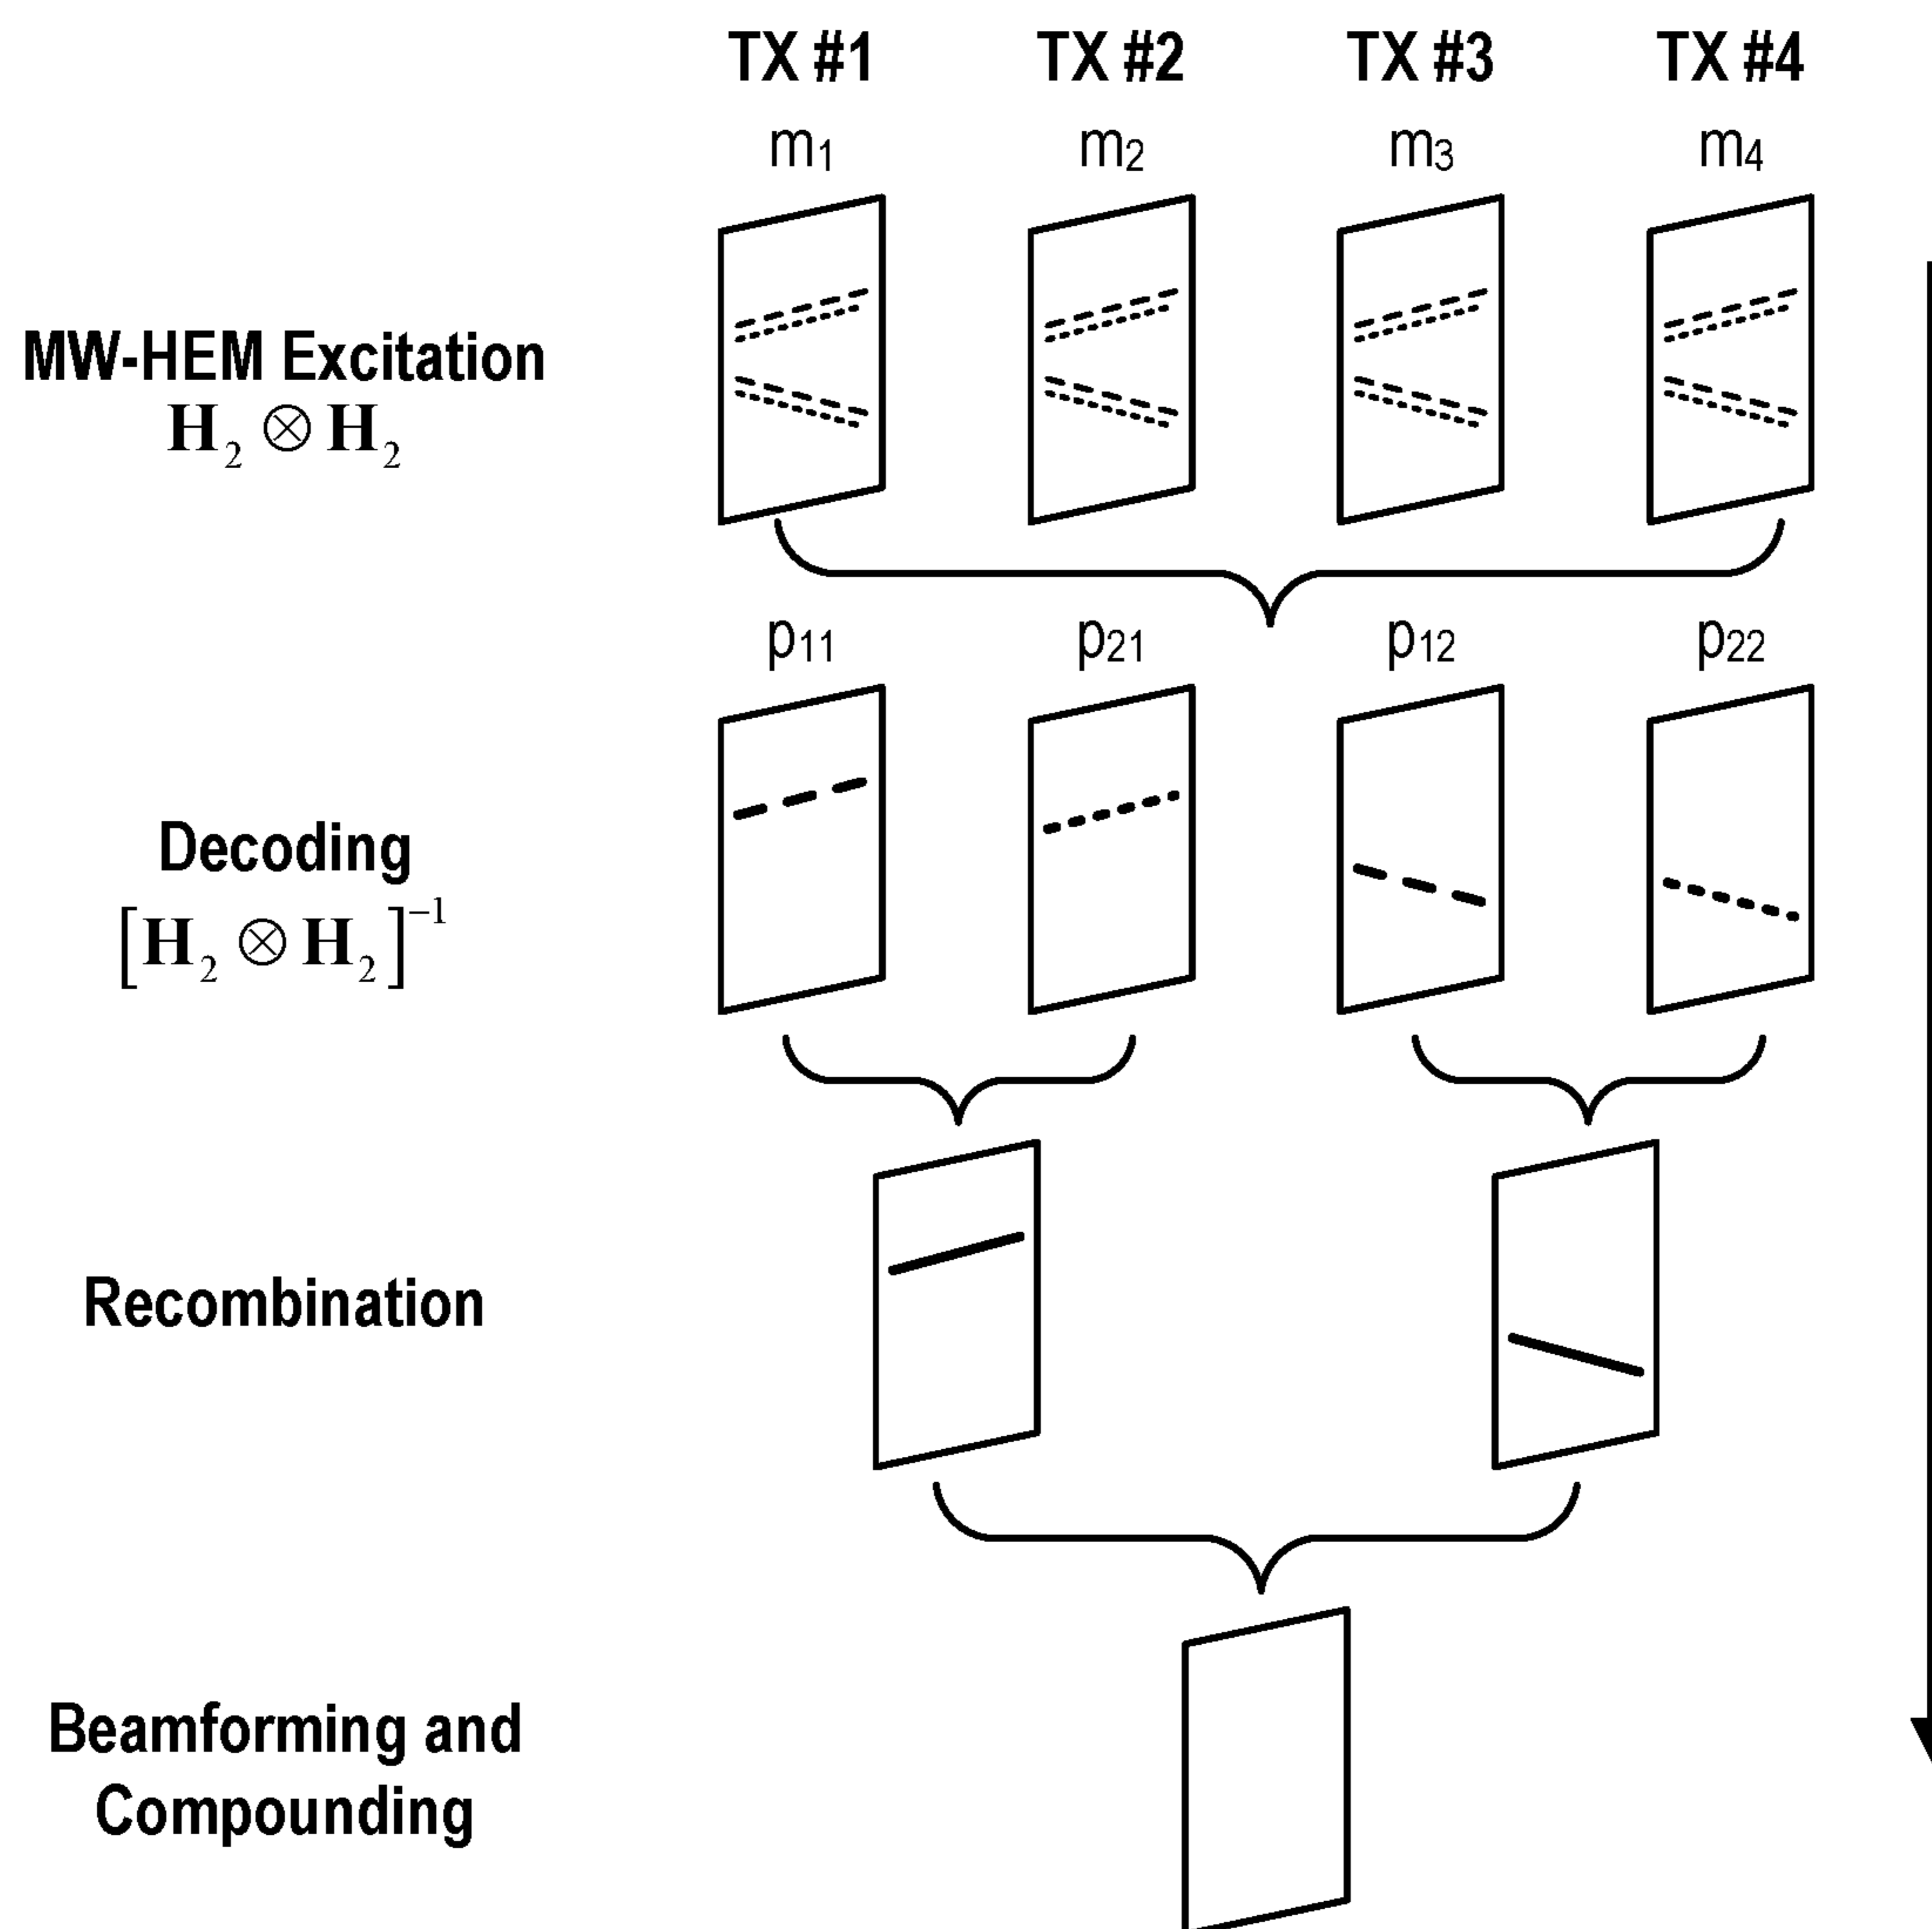 TX #1 TX #2 TX #3 TX #4
m₁ m₂ m₃ m₄
MW-HEM Excitation
H₂ ⊗ H₂
p₁₁ p₂₁ p₁₂ p₂₂
Decoding
[H₂ ⊗ H₂]⁻¹
Recombination
Beamforming and
Compounding